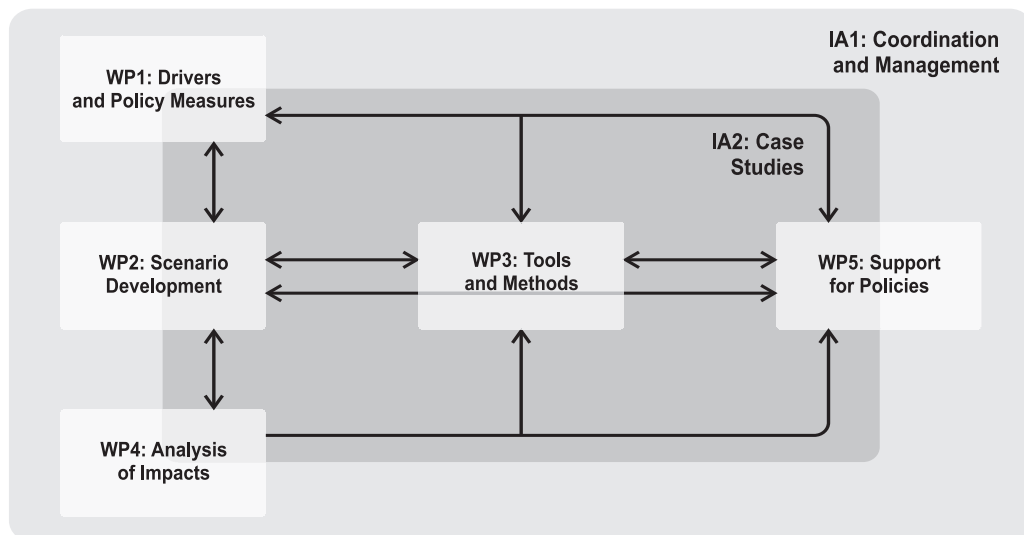 IA1: Coordination
and Management
WP1: Drivers
and Policy Measures
IA2: Case
Studies
WP2: Scenario
Development
WP3: Tools
and Methods
WP5: Support
for Policies
WP4: Analysis
of Impacts